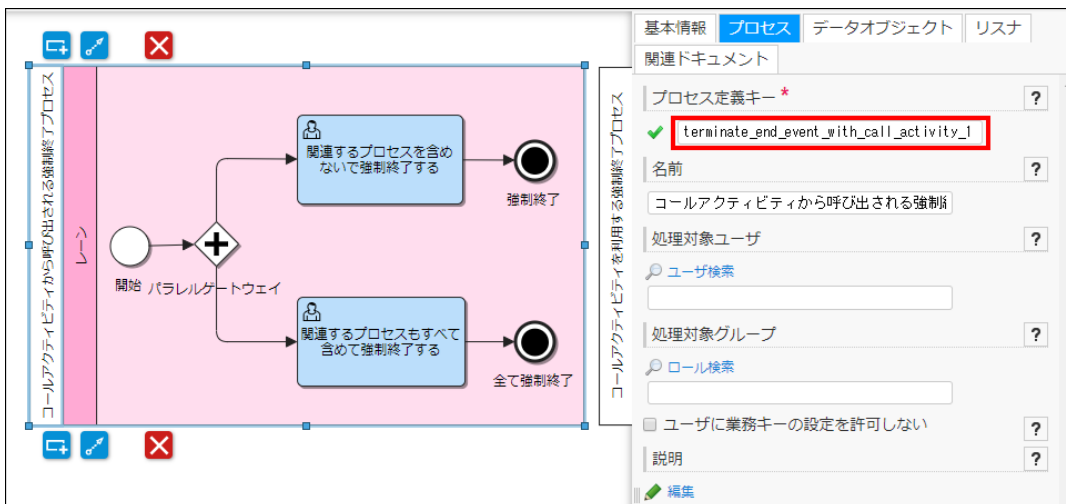 コールアクティビティから呼び出される強制終了プロセス
レーン
開始
パラレルゲートウェイ
関連するプロセスを含め
ないで強制終了する
強制終了
関連するプロセスもすべて
含めて強制終了する
全て強制終了
コールアクティビティを利用する強制終了プロセス
基本情報 プロセス データオブジェクト リスナ
関連ドキュメント
プロセス定義キー * ?
terminate_end_event_with_call_activity_1
名前 ?
コールアクティビティから呼び出される強制
処理対象ユーザ ?
ユーザ検索
処理対象グループ ?
ロール検索
ユーザに業務キーの設定を許可しない ?
説明 ?
編集